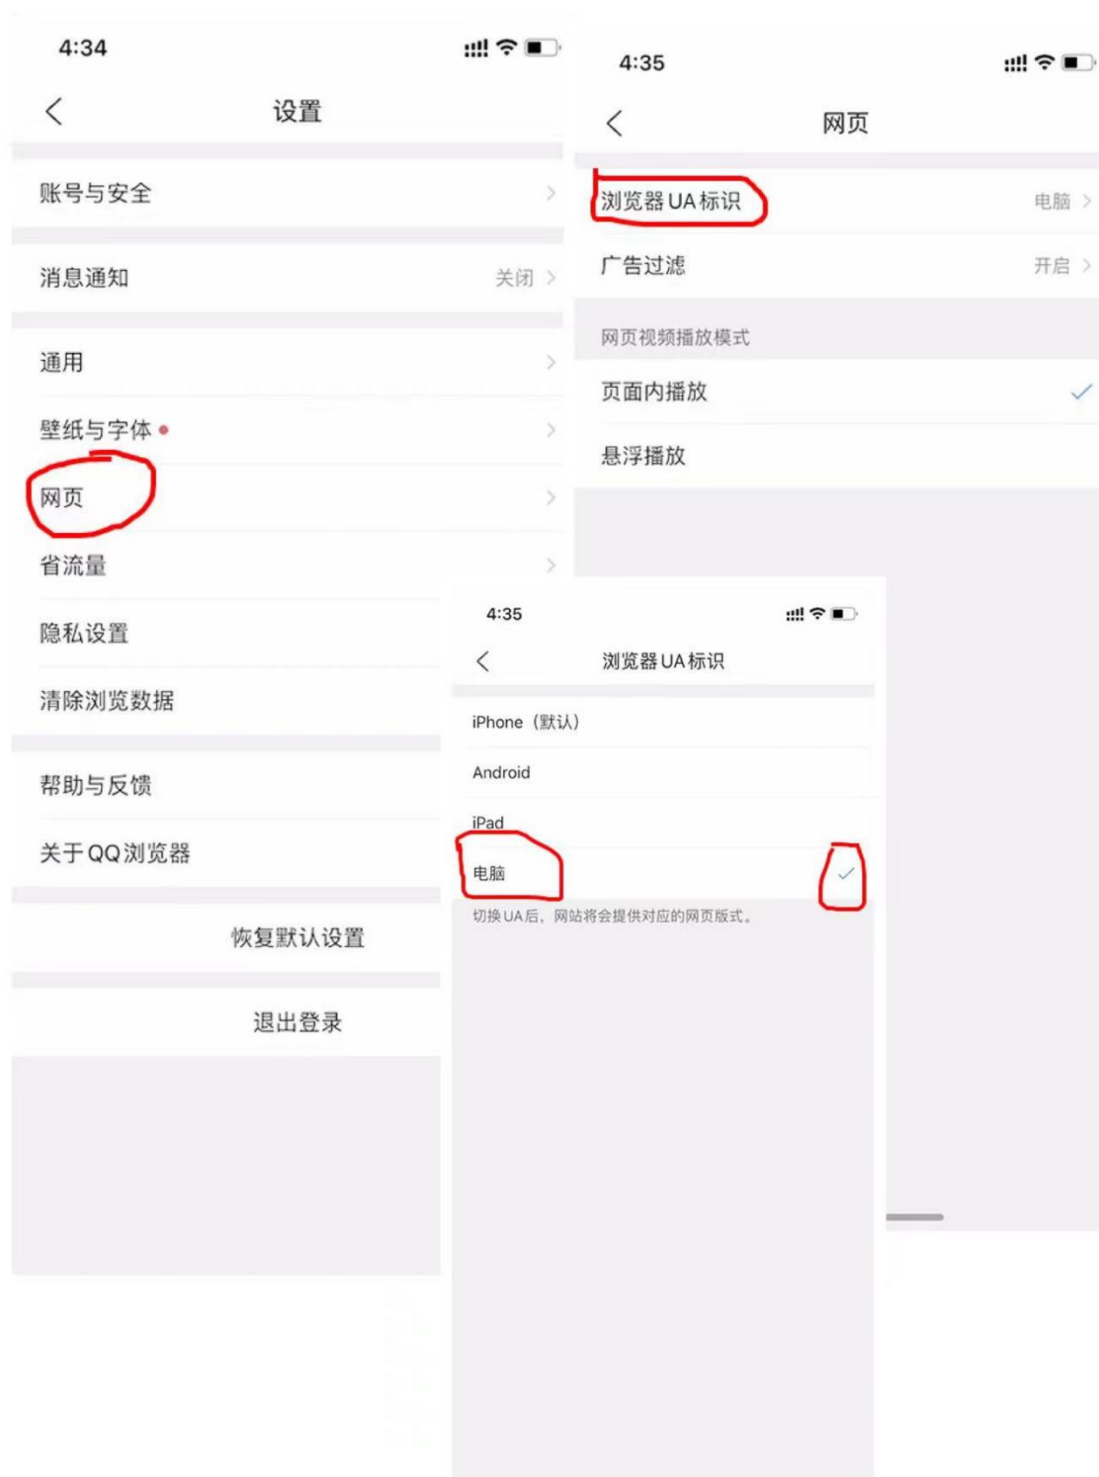 4:34
设置
账号与安全
消息通知 关闭
通用
壁纸与字体
网页
省流量
隐私设置
清除浏览数据
帮助与反馈
关于QQ浏览器
恢复默认设置
退出登录
4:35
网页
浏览器UA标识 电脑
广告过滤 开启
网页视频播放模式
页面内播放
悬浮播放
4:35
浏览器UA标识
iPhone（默认）
Android
iPad
电脑
切换UA后，网站将会提供对应的网页版式。